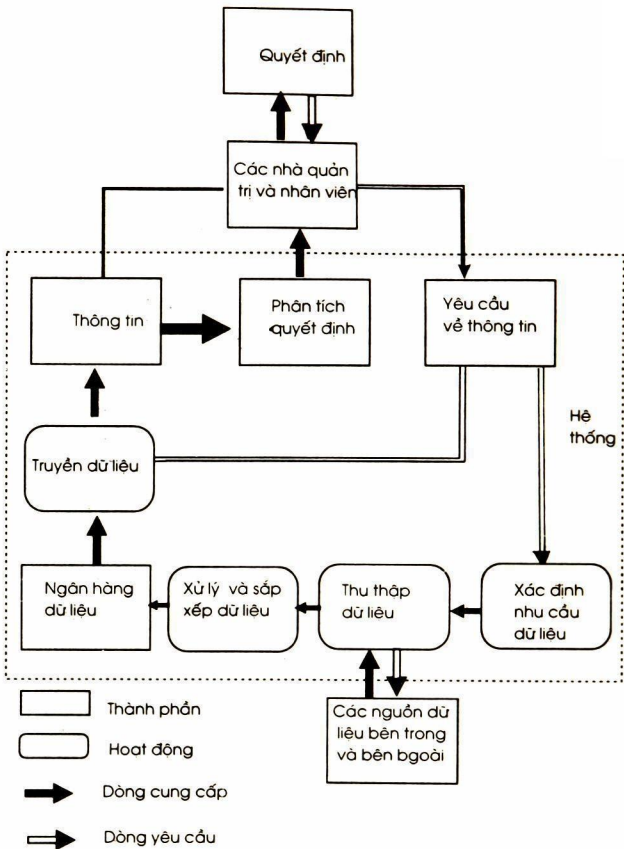 Quyết định
Các nhà quản
trị và nhân viên
Thông tin
Phân tích
quyết định
Yêu cầu
về thông tin
Hê
thống
Truyền dữ liệu
Ngân hàng
dữ liệu
Xử lý và sắp
xếp dữ liệu
Thu thập
dữ liệu
Xác định
nhu cầu
dữ liệu
Các nguồn dữ
liệu bên trong
và bên bgoài
Thành phần
Hoạt động
Dòng cung cấp
Dòng yêu cầu